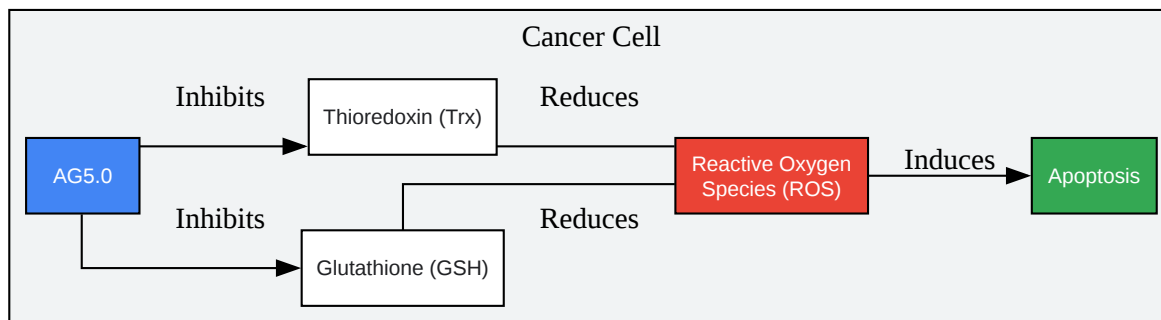 Cancer Cell
Inhibits
Reduces
Thioredoxin (Trx)
AG5.0
Reactive Oxygen
Species (ROS)
Induces
Apoptosis
Inhibits
Reduces
Glutathione (GSH)